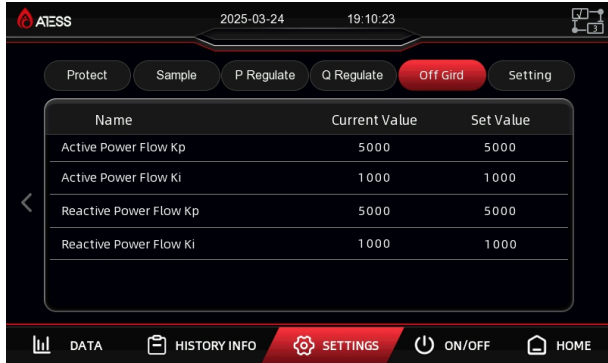 ATESS 2025-03-24 19:10:23
3
Protect Sample P Regulate Q Regulate Off Gird Setting
Name Current Value Set Value
Active Power Flow Kp 5000 5000
Active Power Flow Ki 1000 1000
Reactive Power Flow Kp 5000 5000
Reactive Power Flow Ki 1000 1000
DATA HISTORY INFO SETTINGS ON/OFF HOME